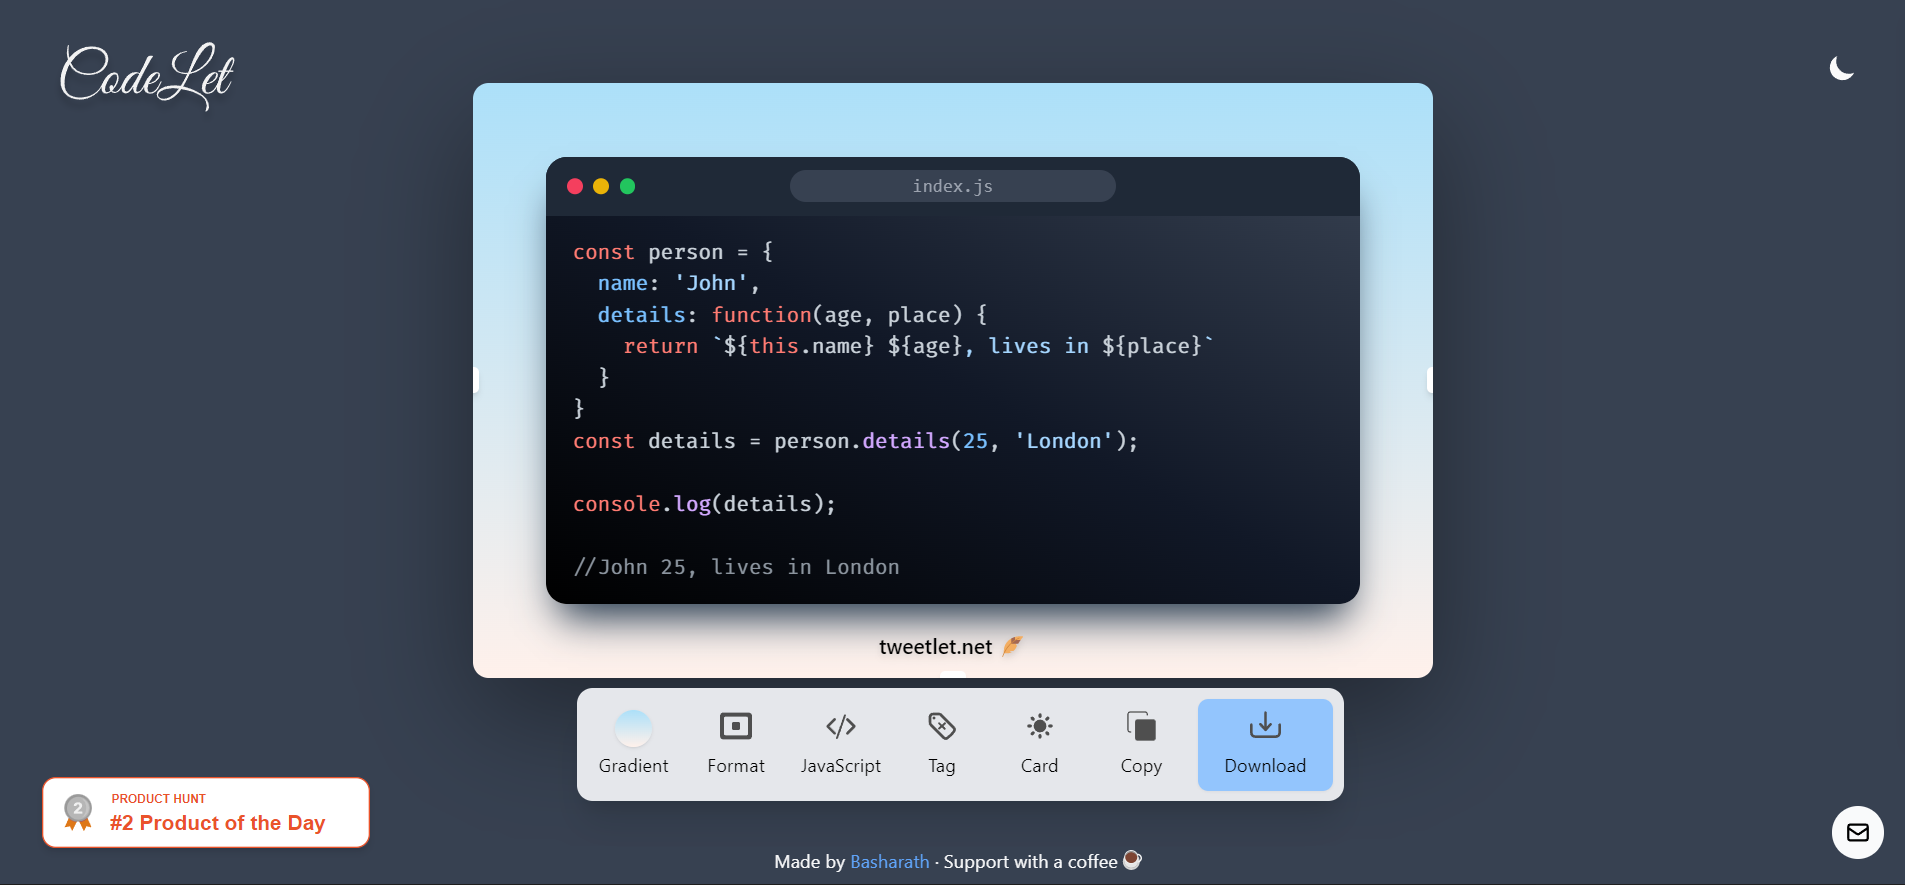 CodeLet
index.js
const person = {
  name: 'John',
  details: function(age, place) {
    return `${this.name} ${age}, lives in ${place}`
  }
}
const details = person.details(25, 'London');
console.log(details);
//John 25, lives in London
tweetlet.net
Gradient Format JavaScript Tag Card Copy Download
2
PRODUCT HUNT
#2 Product of the Day
Made by Basharath · Support with a coffee